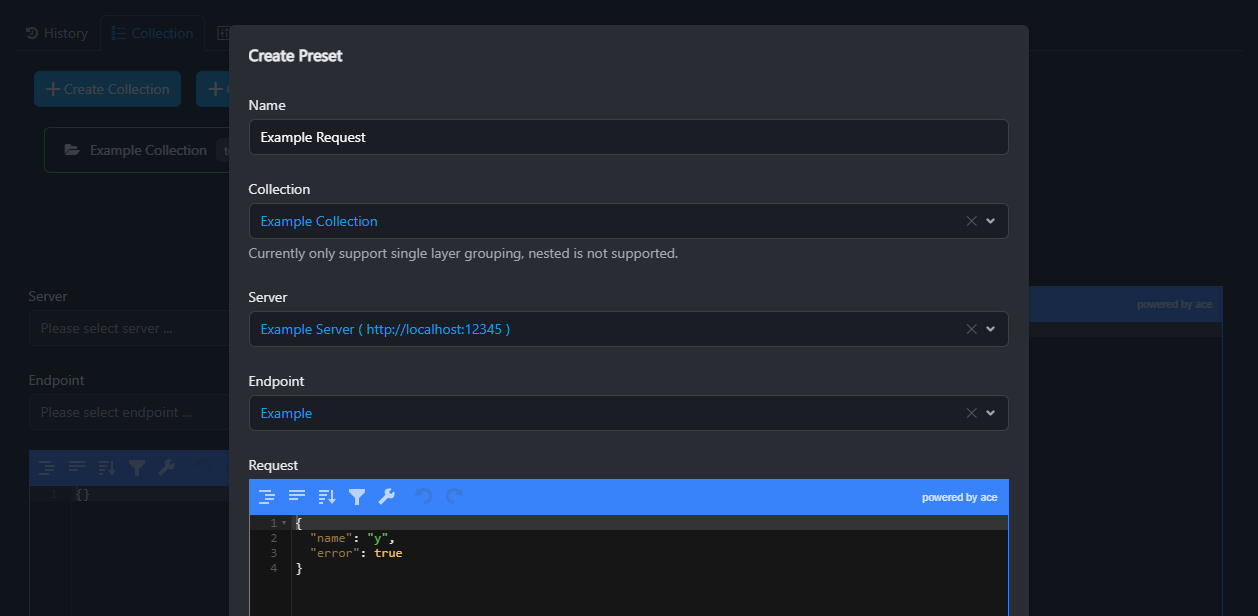 History
Collection
Create Collection
Example Collection
Server
Please select server ...
Endpoint
Please select endpoint ...
1 {}
Create Preset
Name
Example Request
Collection
Example Collection
Currently only support single layer grouping, nested is not supported.
Server
Example Server ( http://localhost:12345 )
Endpoint
Example
Request
powered by ace
1 {
2 "name": "y",
3 "error": true
4 }
powered by ace